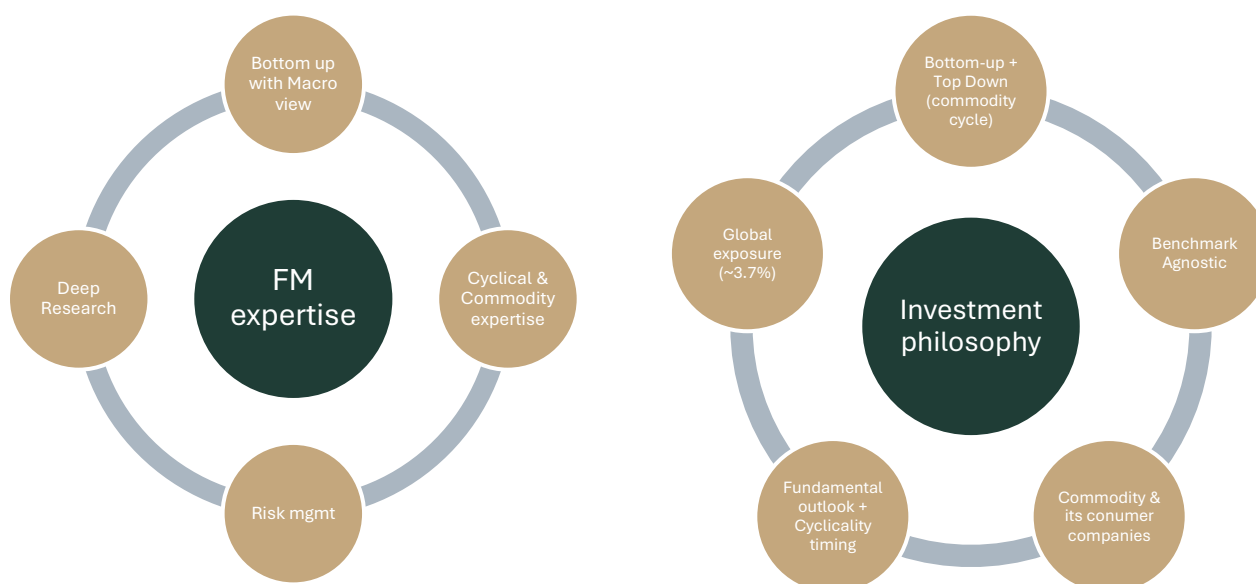 Bottom up
with Macro
view
Deep
Research
FM
expertise
Cyclical &
Commodity
expertise
Risk mgmt
Bottom-up +
Top Down
(commodity
cycle)
Global
exposure
(~3.7%)
Benchmark
Agnostic
Investment
philosophy
Fundamental
outlook +
Cyclicality
timing
Commodity &
its conumer
companies